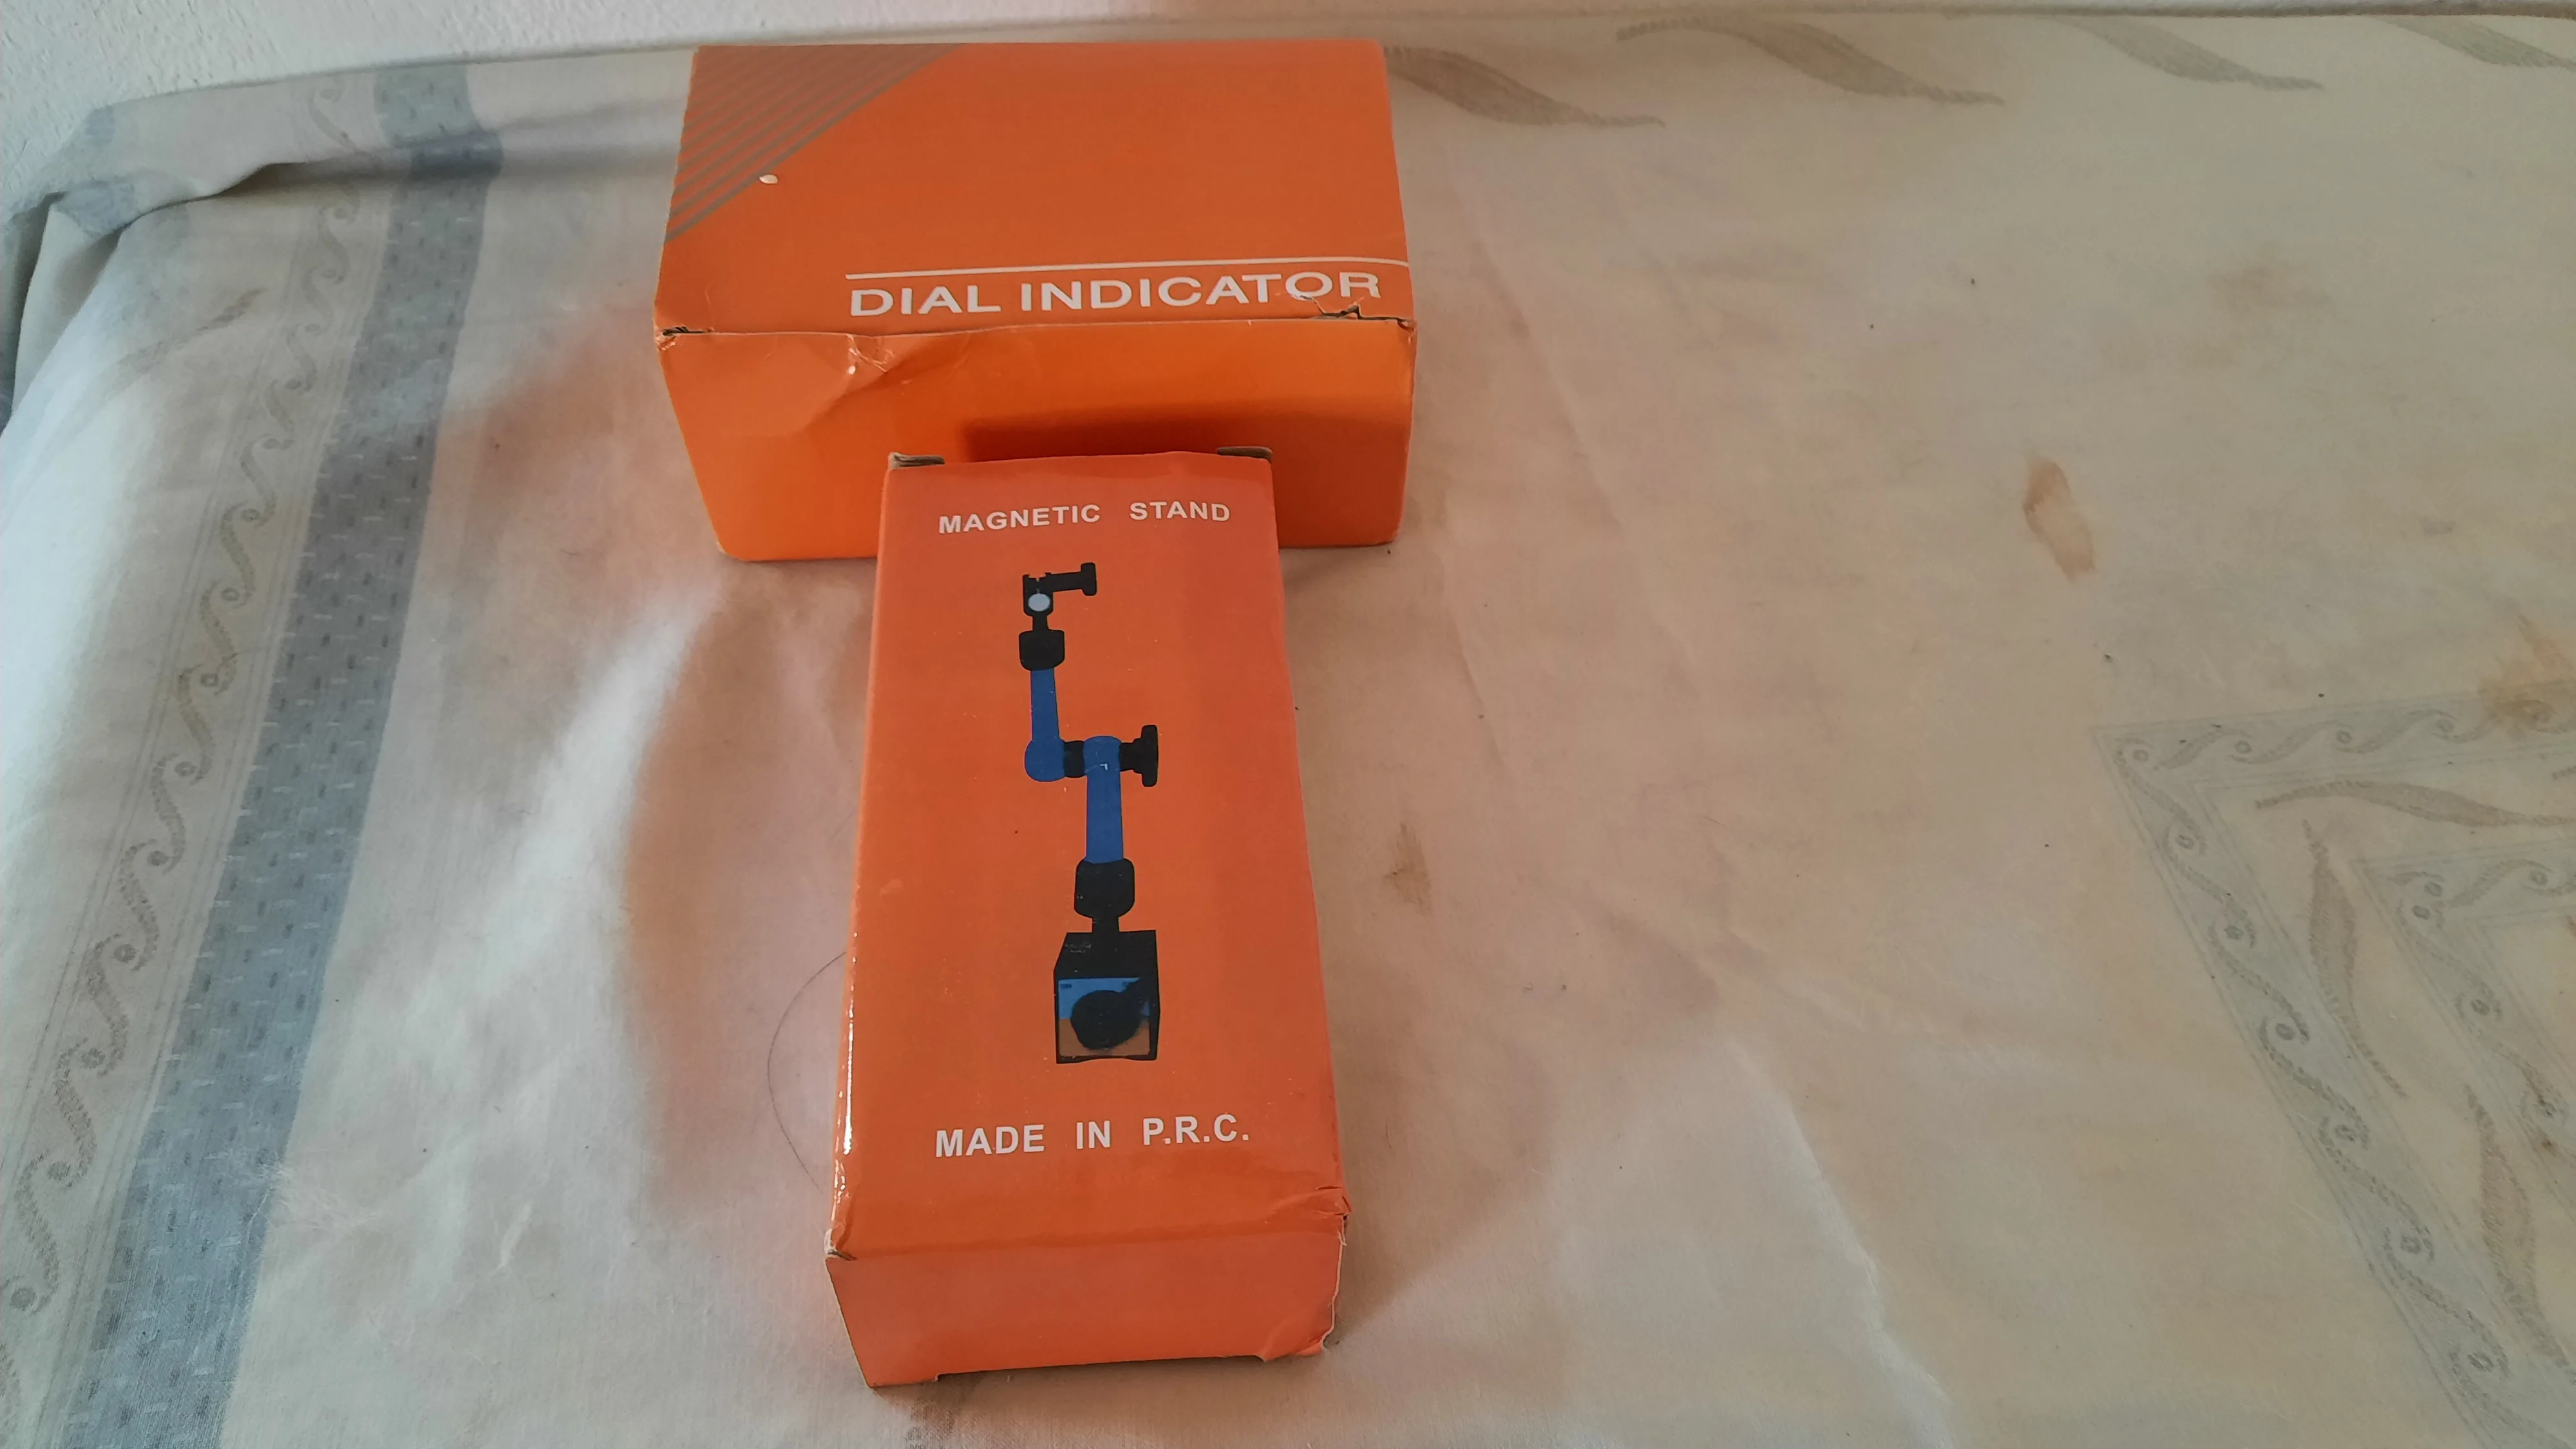 DIAL INDICATOR
MAGNETIC STAND
MADE IN P.R.C.